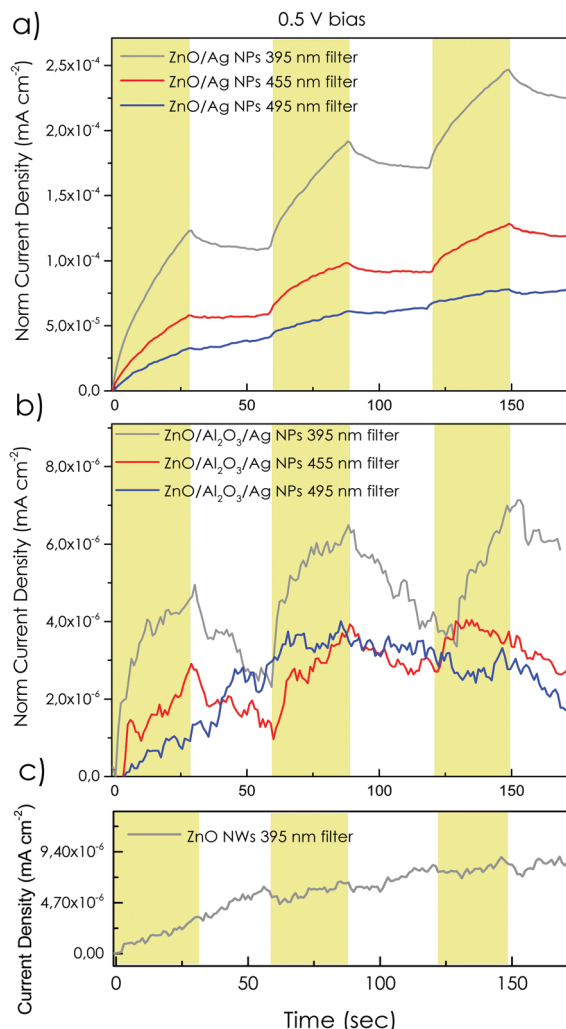 a)
0.5 V bias
Norm Current Density (mA cm⁻²)
2,5x10⁻⁴
2,0x10⁻⁴
1,5x10⁻⁴
1,0x10⁻⁴
5,0x10⁻⁵
0,0
ZnO/Ag NPs 395 nm filter
ZnO/Ag NPs 455 nm filter
ZnO/Ag NPs 495 nm filter
0 50 100 150
b)
Norm Current Density (mA cm⁻²)
8,0x10⁻⁶
6,0x10⁻⁶
4,0x10⁻⁶
2,0x10⁻⁶
0,0
ZnO/Al₂O₃/Ag NPs 395 nm filter
ZnO/Al₂O₃/Ag NPs 455 nm filter
ZnO/Al₂O₃/Ag NPs 495 nm filter
0 50 100 150
c)
Current Density (mA cm⁻²)
9,40x10⁻⁶
4,70x10⁻⁶
0,00
ZnO NWs 395 nm filter
0 50 100 150
Time (sec)